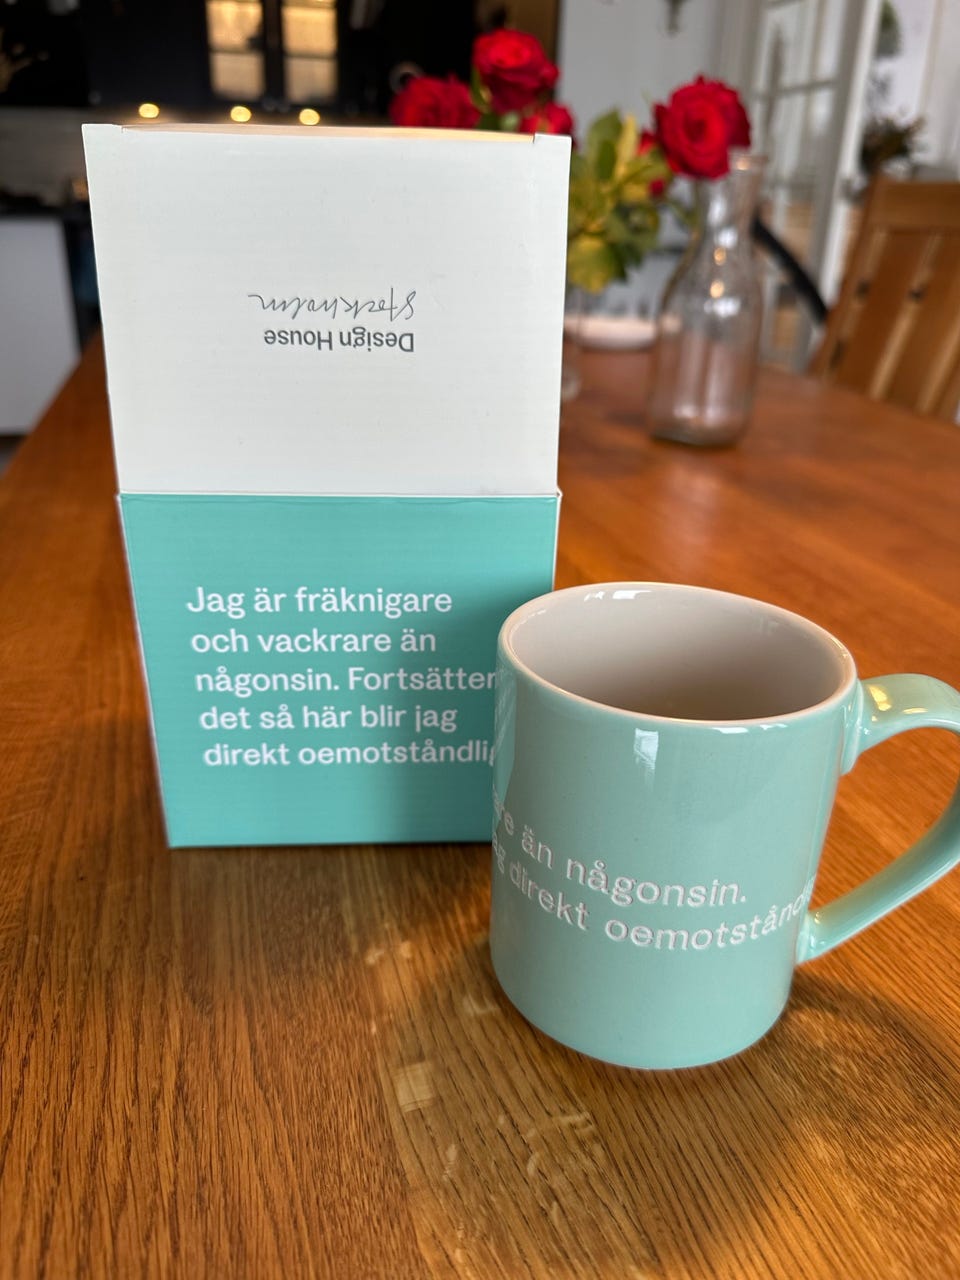 Design House
Stockholm
Jag är fräknigare
och vackrare än
någonsin. Fortsätter
det så här blir jag
direkt
än någonsin.
direkt